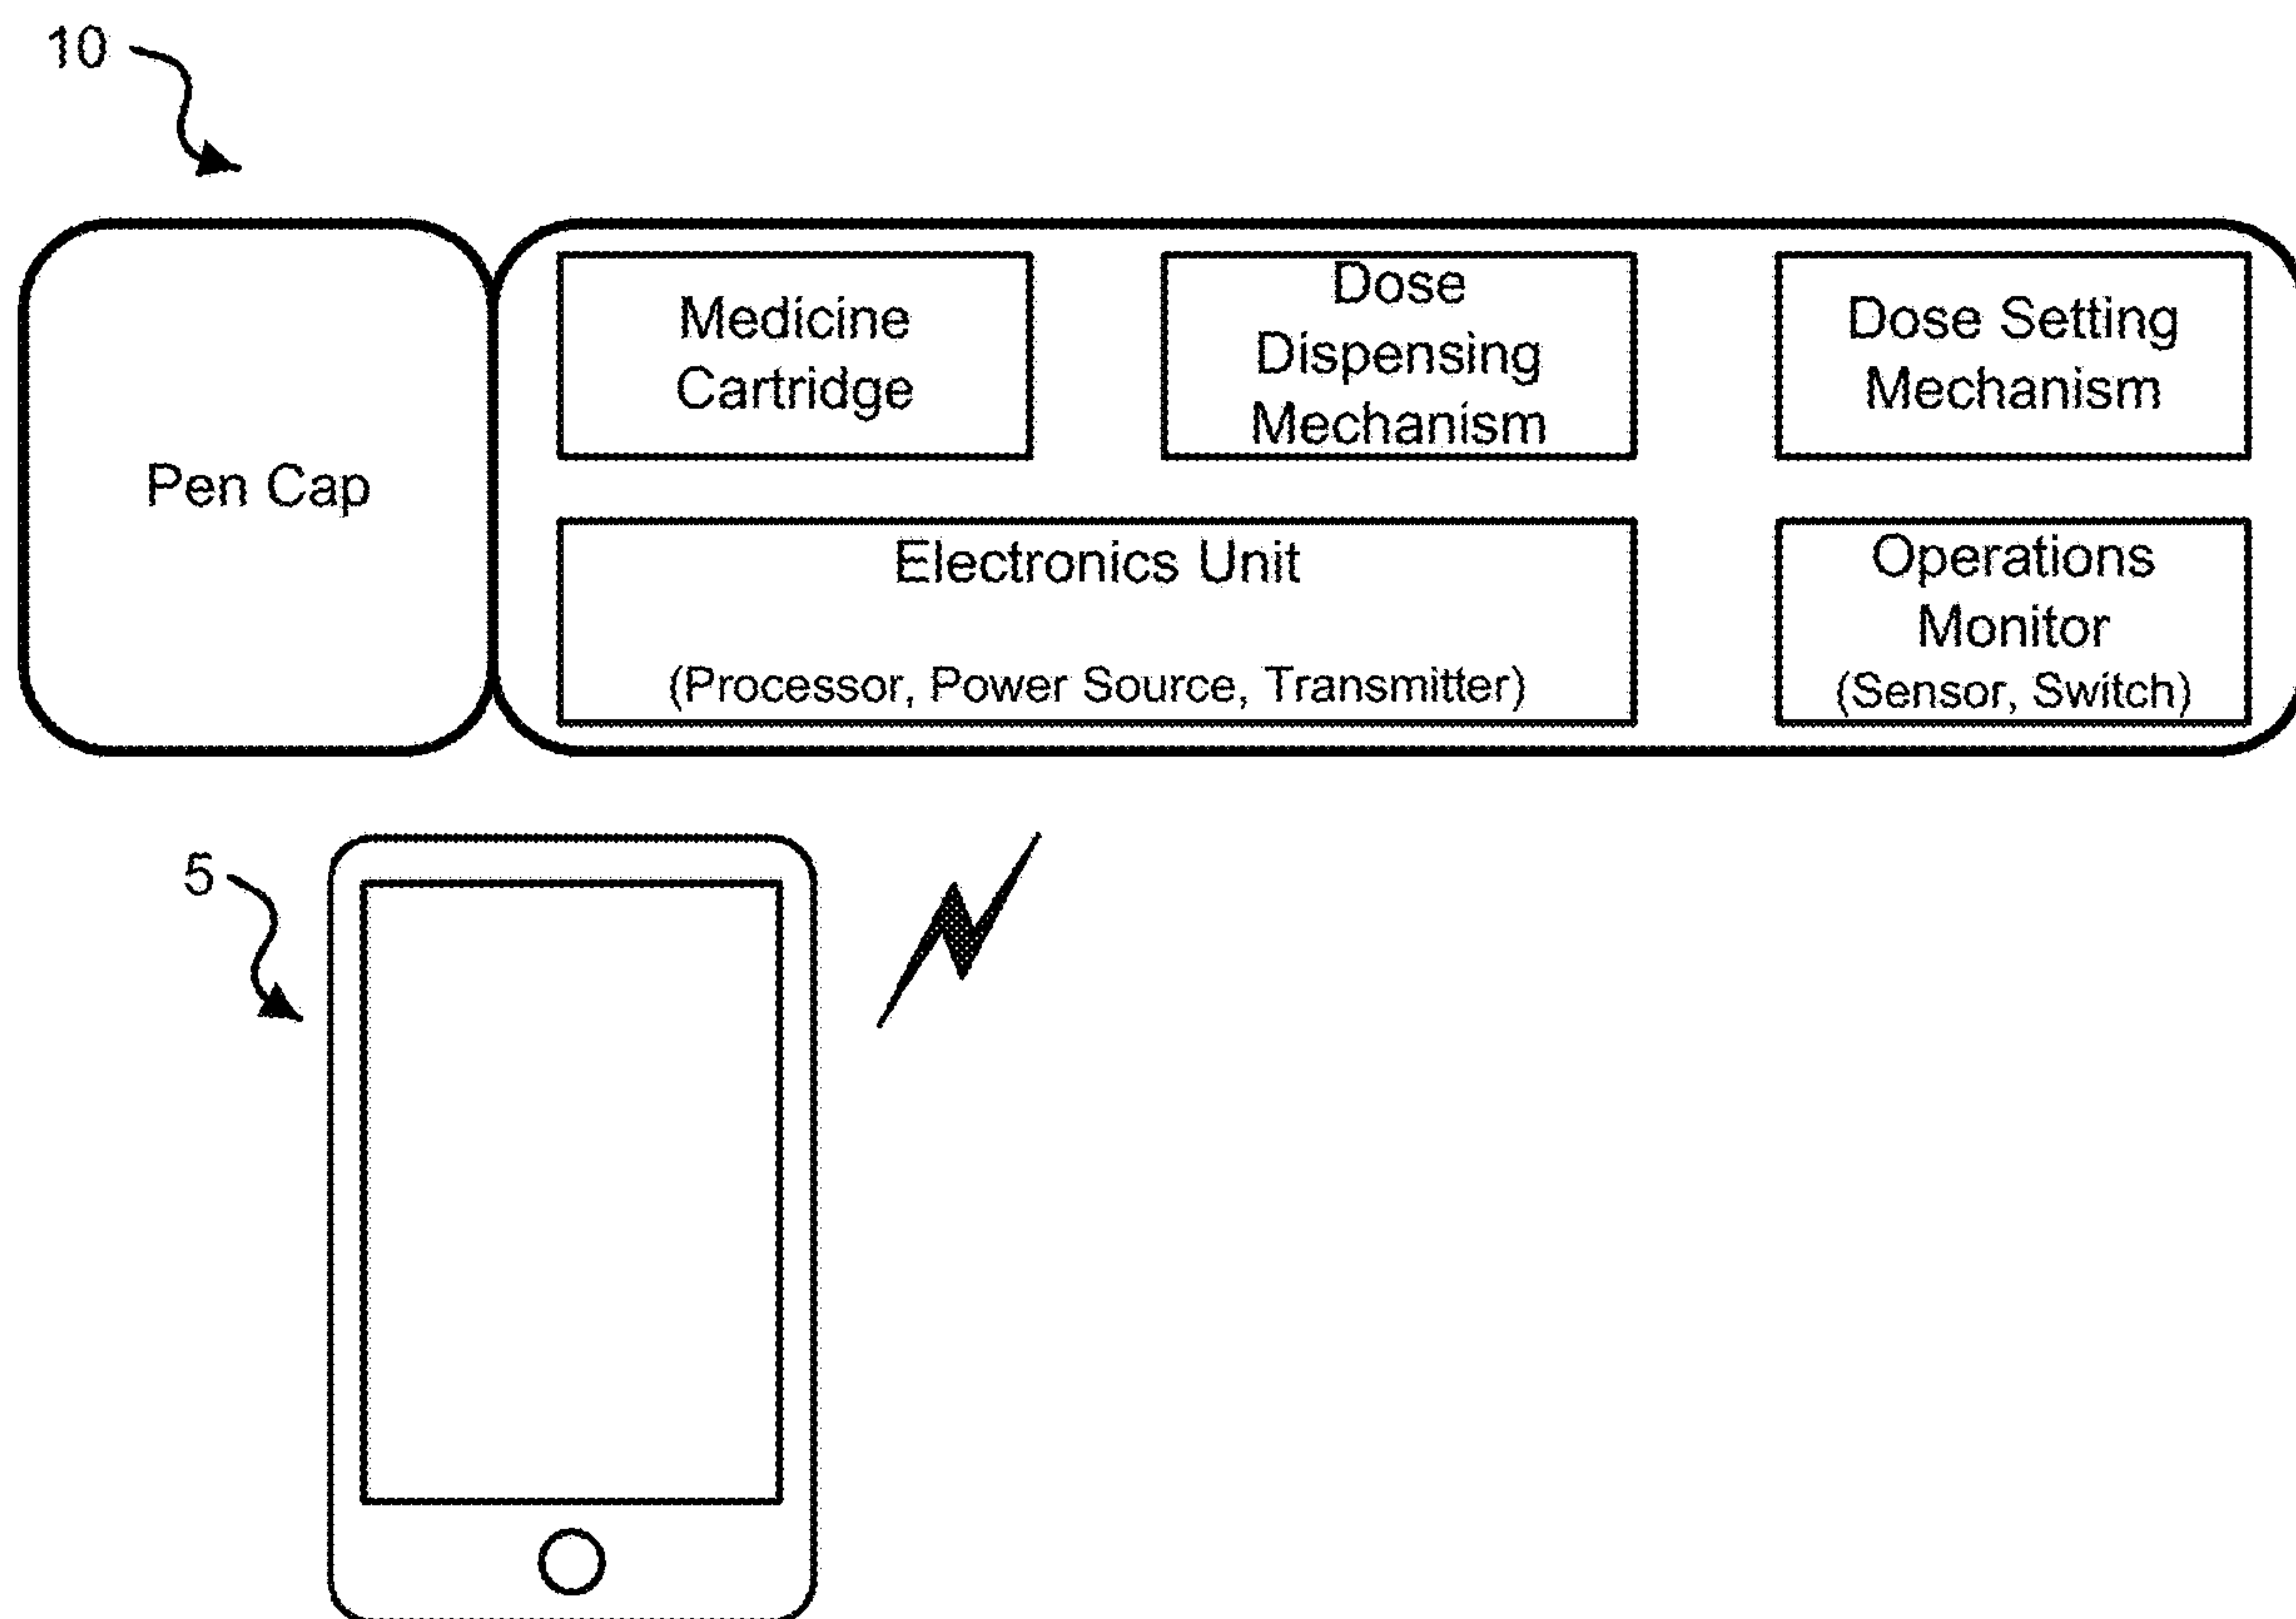 10
Medicine
Cartridge
Dose
Dispensing
Mechanism
Dose Setting
Mechanism
Pen Cap
Electronics Unit
(Processor, Power Source, Transmitter)
Operations
Monitor
(Sensor, Switch)
5